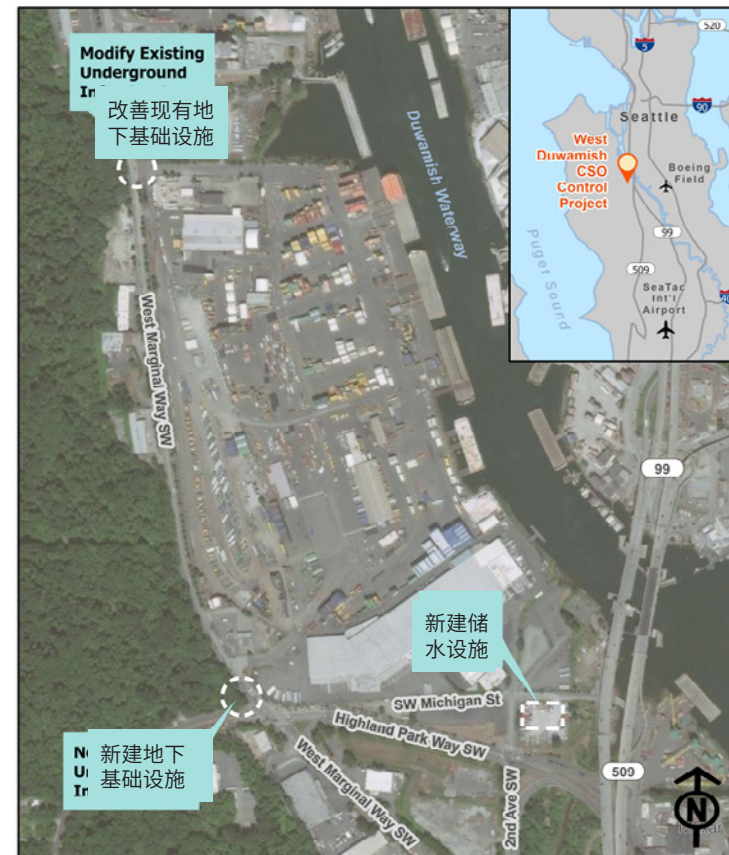 Modify Existing
Underground
改善现有地
下基础设施
Duwamish Waterway
West Marginal Way SW
520
5
90
Seattle
West
Duwamish
CSO
Control
Project
Boeing
Field
99
509
Puget Sound
SeaTac
Int'l
Airport
99
新建储
水设施
SW Michigan St
Highland Park Way SW
新建地下
基础设施
West Marginal Way SW
2nd Ave SW
509
N